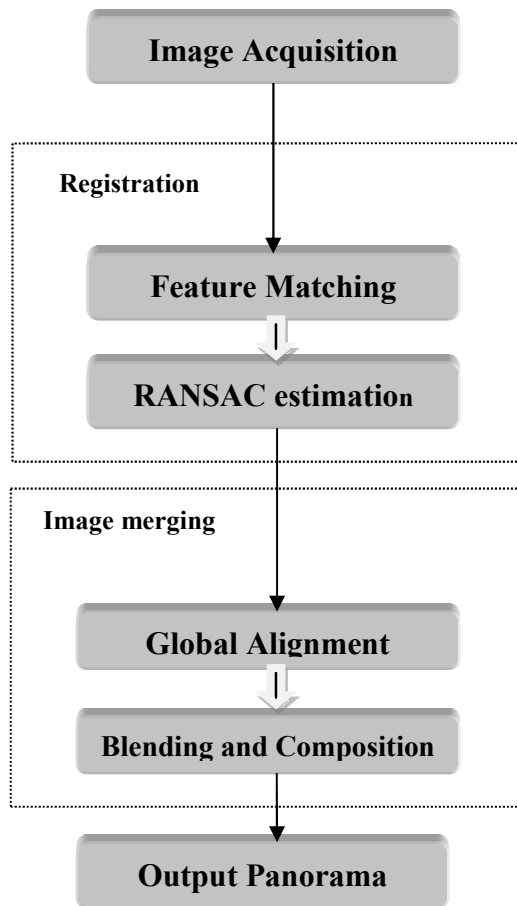 Image Acquisition
Registration
Feature Matching
RANSAC estimation
Image merging
Global Alignment
Blending and Composition
Output Panorama